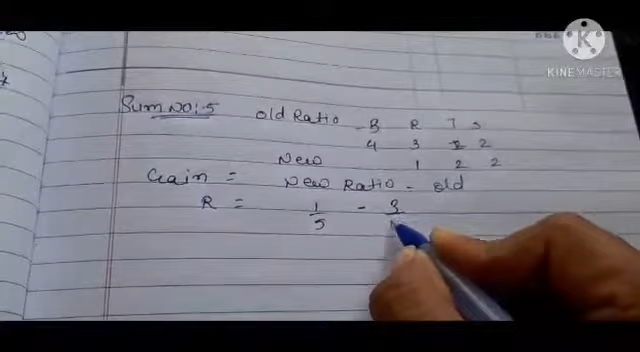 KINEMASTER
Sum NO:-5 Old Ratio - B R T S
4 3 2 2
New 1 2 2
Gain = New Ratio - old
R = 1/5 - 3/